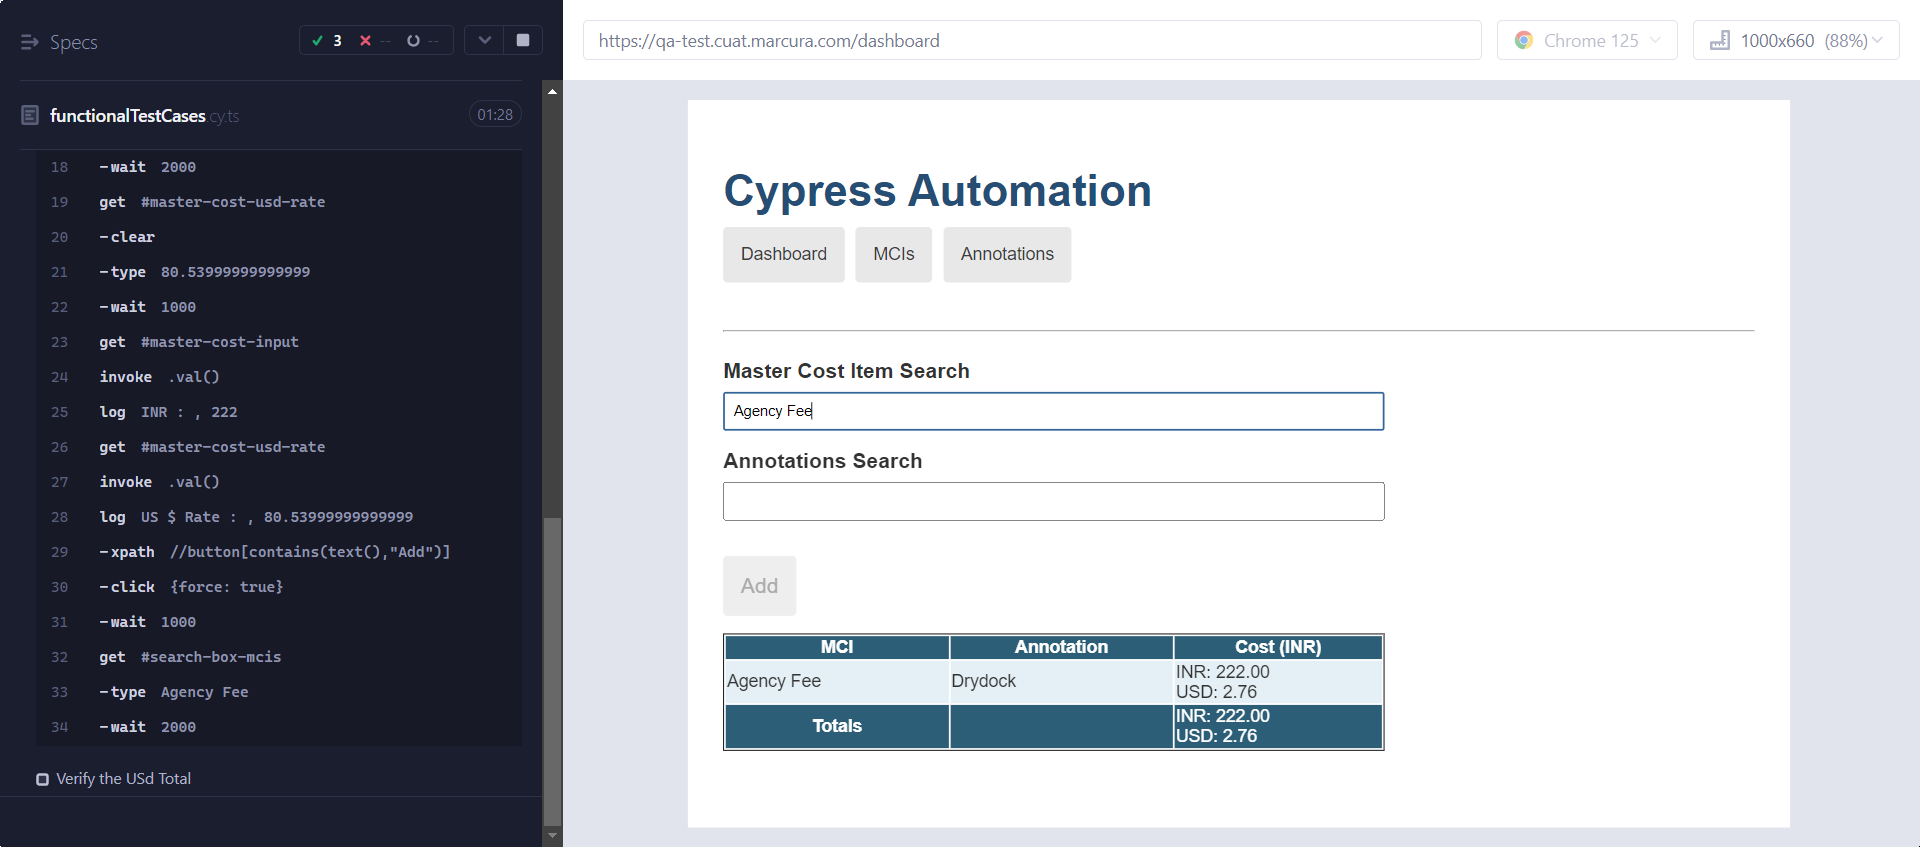 Specs
3 -- --
functionalTestCases.cy.ts
01:28
18 -wait 2000
19 get #master-cost-usd-rate
20 -clear
21 -type 80.53999999999999
22 -wait 1000
23 get #master-cost-input
24 invoke .val()
25 log INR : , 222
26 get #master-cost-usd-rate
27 invoke .val()
28 log US $ Rate : , 80.53999999999999
29 -xpath //button[contains(text(),"Add")]
30 -click {force: true}
31 -wait 1000
32 get #search-box-mcis
33 -type Agency Fee
34 -wait 2000
Verify the USd Total
https://qa-test.cuat.marcura.com/dashboard
Chrome 125
1000x660 (88%)
Cypress Automation
Dashboard MCIs Annotations
Master Cost Item Search
Agency Fee
Annotations Search
Add
MCI Annotation Cost (INR)
Agency Fee Drydock INR: 222.00
USD: 2.76
Totals INR: 222.00
USD: 2.76